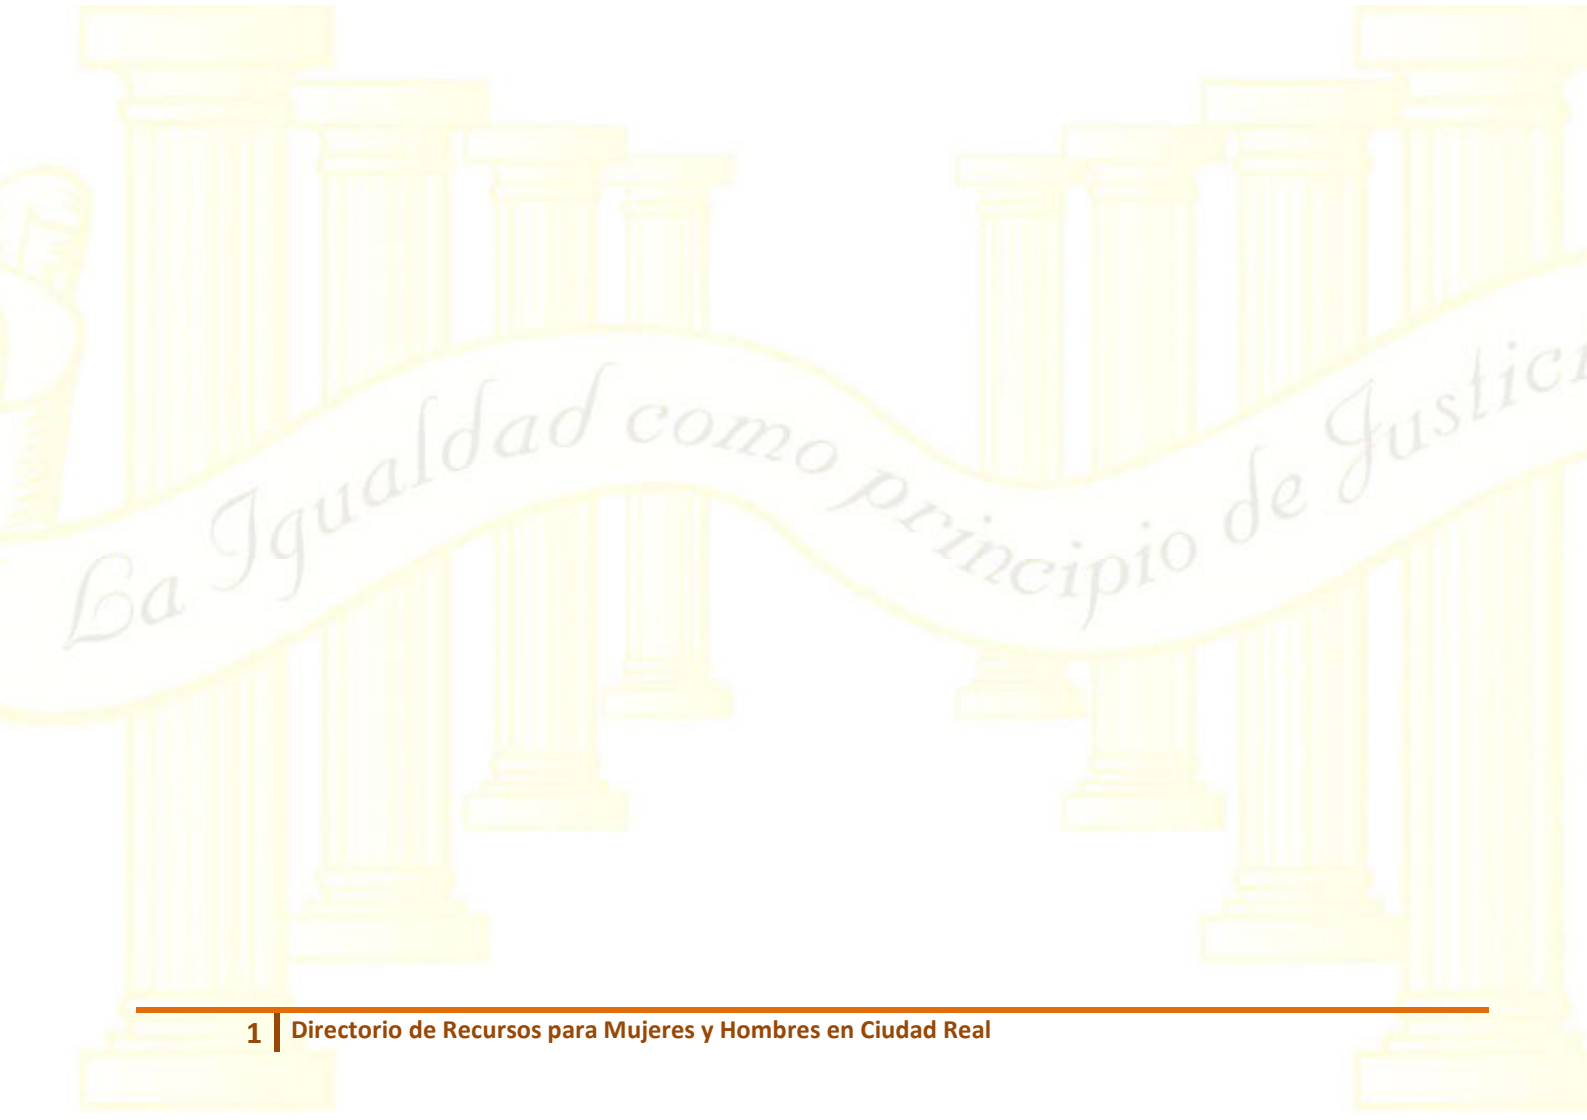 La Igualdad como principio de Justici
1 Directorio de Recursos para Mujeres y Hombres en Ciudad Real